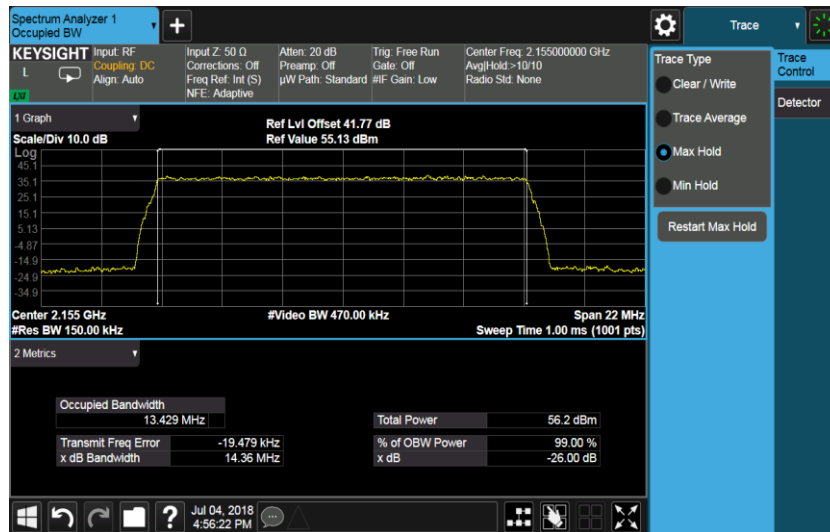 Spectrum Analyzer 1
Occupied BW
+
Trace
KEYSIGHT
L
LXI
Input: RF
Coupling: DC
Align: Auto
Input Z: 50 Ω
Corrections: Off
Freq Ref: Int (S)
NFE: Adaptive
Atten: 20 dB
Preamp: Off
µW Path: Standard
Trig: Free Run
Gate: Off
#IF Gain: Low
Center Freq: 2.155000000 GHz
Avg|Hold:>10/10
Radio Std: None
Trace Type
Clear / Write
Trace Average
Max Hold
Min Hold
Restart Max Hold
Trace
Control
Detector
1 Graph
Scale/Div 10.0 dB
Ref Lvl Offset 41.77 dB
Ref Value 55.13 dBm
Log
45.1
35.1
25.1
15.1
5.13
-4.87
-14.9
-24.9
-34.9
Center 2.155 GHz
#Video BW 470.00 kHz
Span 22 MHz
#Res BW 150.00 kHz
Sweep Time 1.00 ms (1001 pts)
2 Metrics
Occupied Bandwidth
13.429 MHz
Total Power 56.2 dBm
Transmit Freq Error -19.479 kHz
% of OBW Power 99.00 %
x dB Bandwidth 14.36 MHz
x dB -26.00 dB
?
Jul 04, 2018
4:56:22 PM